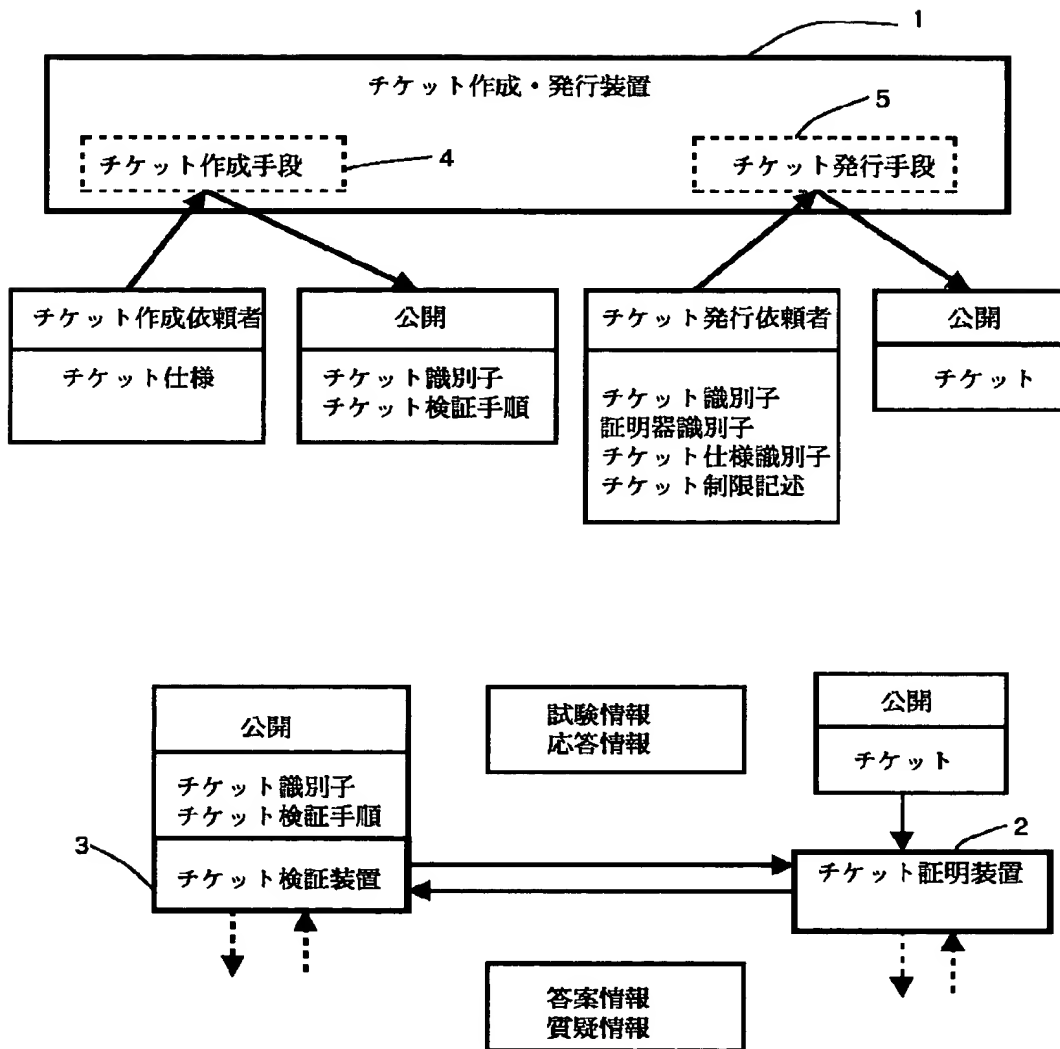 1
チケット作成・発行装置
5
チケット作成手段
4
チケット発行手段
チケット作成依頼者
チケット仕様
公開
チケット識別子
チケット検証手順
チケット発行依頼者
チケット識別子
証明器識別子
チケット仕様識別子
チケット制限記述
公開
チケット
公開
チケット識別子
チケット検証手順
3
チケット検証装置
試験情報
応答情報
公開
チケット
2
チケット証明装置
答案情報
質疑情報